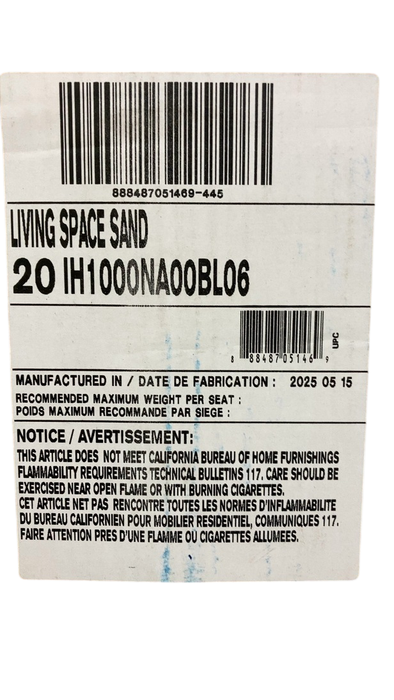 888487051469-445
LIVING SPACE SAND
20 IH1000NA00BL06
8 88487 05146 9
UPC
MANUFACTURED IN / DATE DE FABRICATION : 2025 05 15
RECOMMENDED MAXIMUM WEIGHT PER SEAT :
POIDS MAXIMUM RECOMMANDE PAR SIEGE :
NOTICE / AVERTISSEMENT:
THIS ARTICLE DOES NOT MEET CALIFORNIA BUREAU OF HOME FURNISHINGS
FLAMMABILITY REQUIREMENTS TECHNICAL BULLETINS 117. CARE SHOULD BE
EXERCISED NEAR OPEN FLAME OR WITH BURNING CIGARETTES.
CET ARTICLE NET PAS RENCONTRE TOUTES LES NORMES D'INFLAMMABILITE
DU BUREAU CALIFORNIEN POUR MOBILIER RESIDENTIEL, COMMUNIQUES 117.
FAIRE ATTENTION PRES D'UNE FLAMME OU CIGARETTES ALLUMEES.